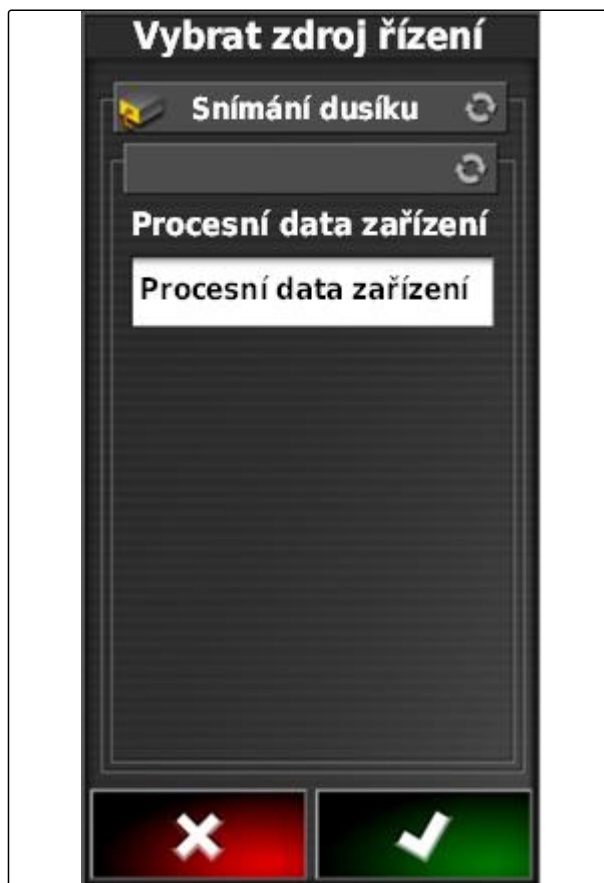 Vybrat zdroj řízení
Snímání dusíku
Procesní data zařízení
Procesní data zařízení